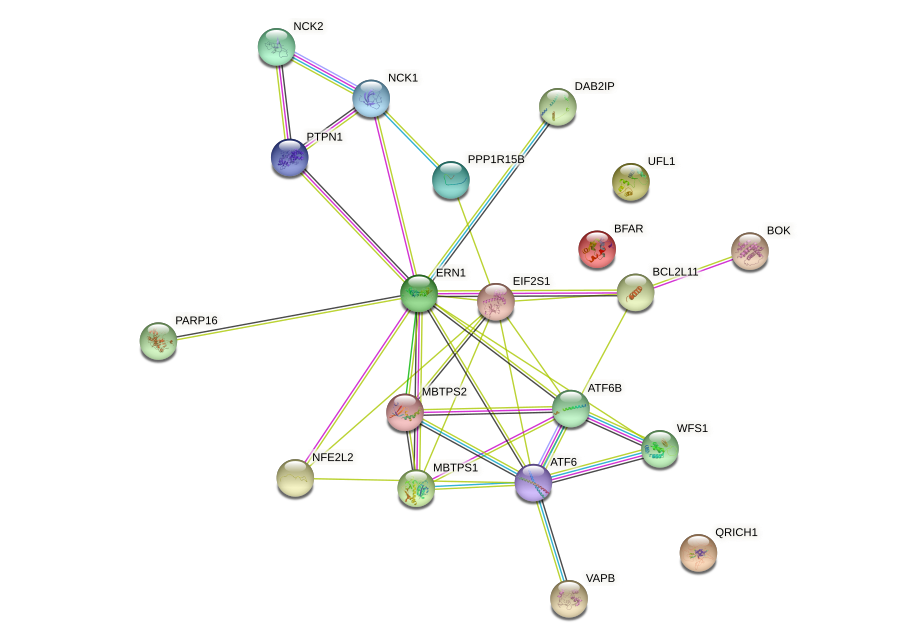 NCK2
NCK1
DAB2IP
PTPN1
PPP1R15B
UFL1
BFAR
BOK
ERN1
EIF2S1
BCL2L11
PARP16
MBTPS2
ATF6B
WFS1
NFE2L2
MBTPS1
ATF6
QRICH1
VAPB